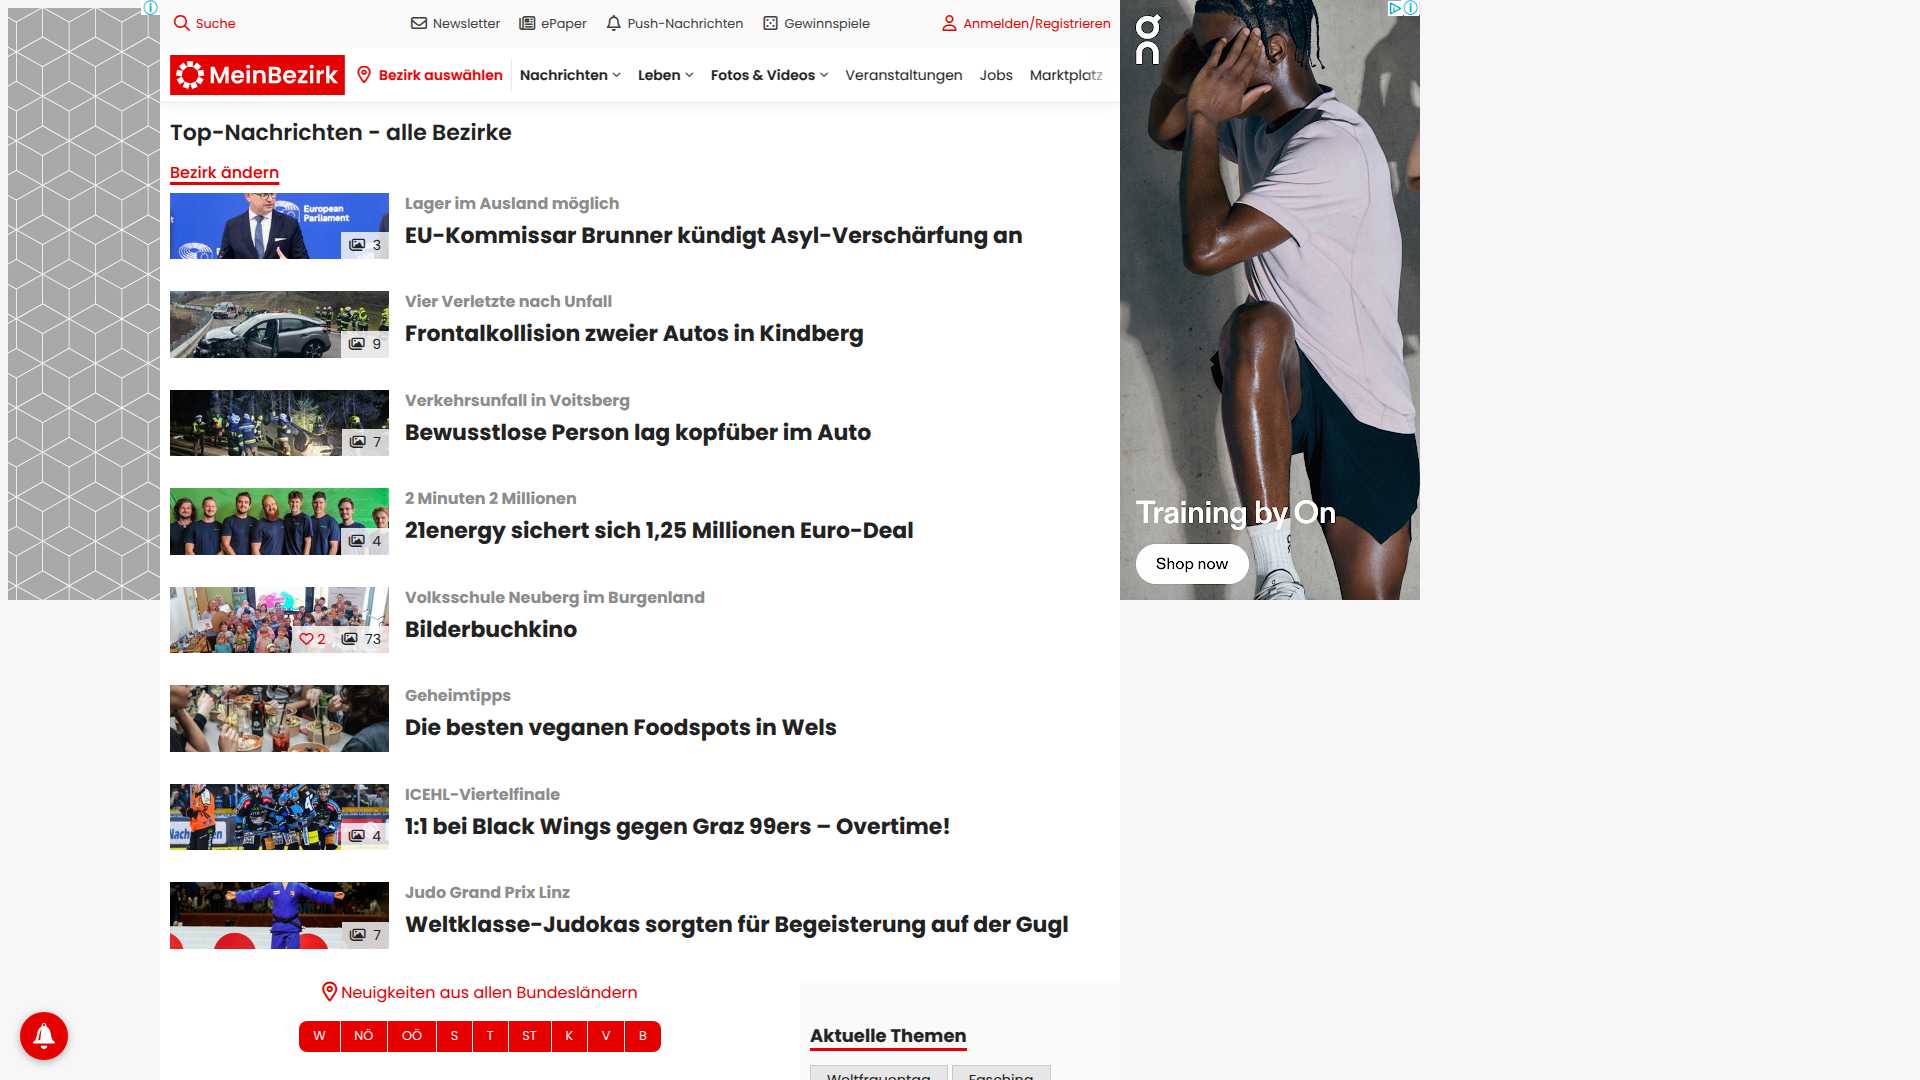 Suche
Newsletter
ePaper
Push-Nachrichten
Gewinnspiele
Anmelden/Registrieren
MeinBezirk
Bezirk auswählen
Nachrichten
Leben
Fotos & Videos
Veranstaltungen
Jobs
Marktplatz
Top-Nachrichten - alle Bezirke
Bezirk ändern
European
Parliament
3
Lager im Ausland möglich
EU-Kommissar Brunner kündigt Asyl-Verschärfung an
9
Vier Verletzte nach Unfall
Frontalkollision zweier Autos in Kindberg
7
Verkehrsunfall in Voitsberg
Bewusstlose Person lag kopfüber im Auto
4
2 Minuten 2 Millionen
21energy sichert sich 1,25 Millionen Euro-Deal
2 73
Volksschule Neuberg im Burgenland
Bilderbuchkino
Geheimtipps
Die besten veganen Foodspots in Wels
4
ICEHL-Viertelfinale
1:1 bei Black Wings gegen Graz 99ers – Overtime!
7
Judo Grand Prix Linz
Weltklasse-Judokas sorgten für Begeisterung auf der Gugl
Neuigkeiten aus allen Bundesländern
W NÖ OÖ S T ST K V B
Aktuelle Themen
Weltfrauentag
Fasching
Training by On
Shop now